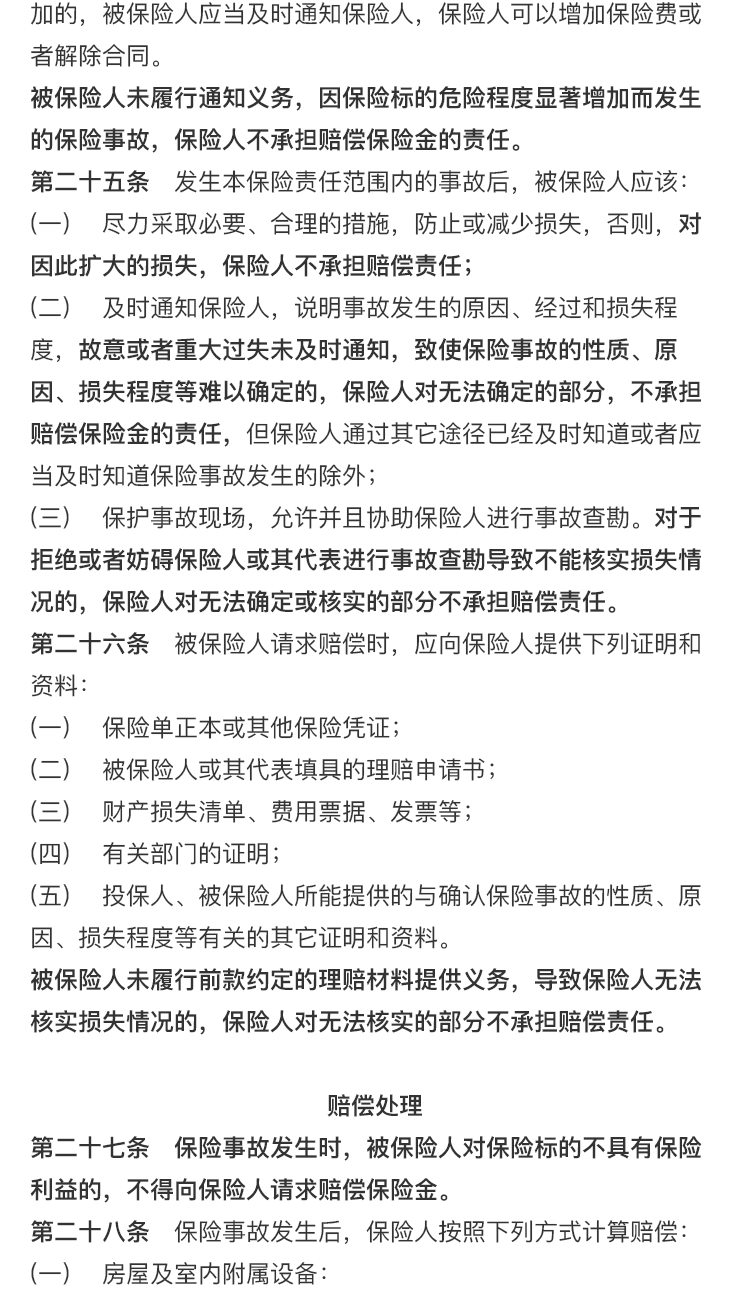 加的，被保险人应当及时通知保险人，保险人可以增加保险费或
者解除合同。
被保险人未履行通知义务，因保险标的危险程度显著增加而发生
的保险事故，保险人不承担赔偿保险金的责任。
第二十五条　发生本保险责任范围内的事故后，被保险人应该：
(一)　尽力采取必要、合理的措施，防止或减少损失，否则，对
因此扩大的损失，保险人不承担赔偿责任；
(二)　及时通知保险人，说明事故发生的原因、经过和损失程
度，故意或者重大过失未及时通知，致使保险事故的性质、原
因、损失程度等难以确定的，保险人对无法确定的部分，不承担
赔偿保险金的责任，但保险人通过其它途径已经及时知道或者应
当及时知道保险事故发生的除外；
(三)　保护事故现场，允许并且协助保险人进行事故查勘。对于
拒绝或者妨碍保险人或其代表进行事故查勘导致不能核实损失情
况的，保险人对无法确定或核实的部分不承担赔偿责任。
第二十六条　被保险人请求赔偿时，应向保险人提供下列证明和
资料：
(一)　保险单正本或其他保险凭证；
(二)　被保险人或其代表填具的理赔申请书；
(三)　财产损失清单、费用票据、发票等；
(四)　有关部门的证明；
(五)　投保人、被保险人所能提供的与确认保险事故的性质、原
因、损失程度等有关的其它证明和资料。
被保险人未履行前款约定的理赔材料提供义务，导致保险人无法
核实损失情况的，保险人对无法核实的部分不承担赔偿责任。
赔偿处理
第二十七条　保险事故发生时，被保险人对保险标的不具有保险
利益的，不得向保险人请求赔偿保险金。
第二十八条　保险事故发生后，保险人按照下列方式计算赔偿：
(一)　房屋及室内附属设备：